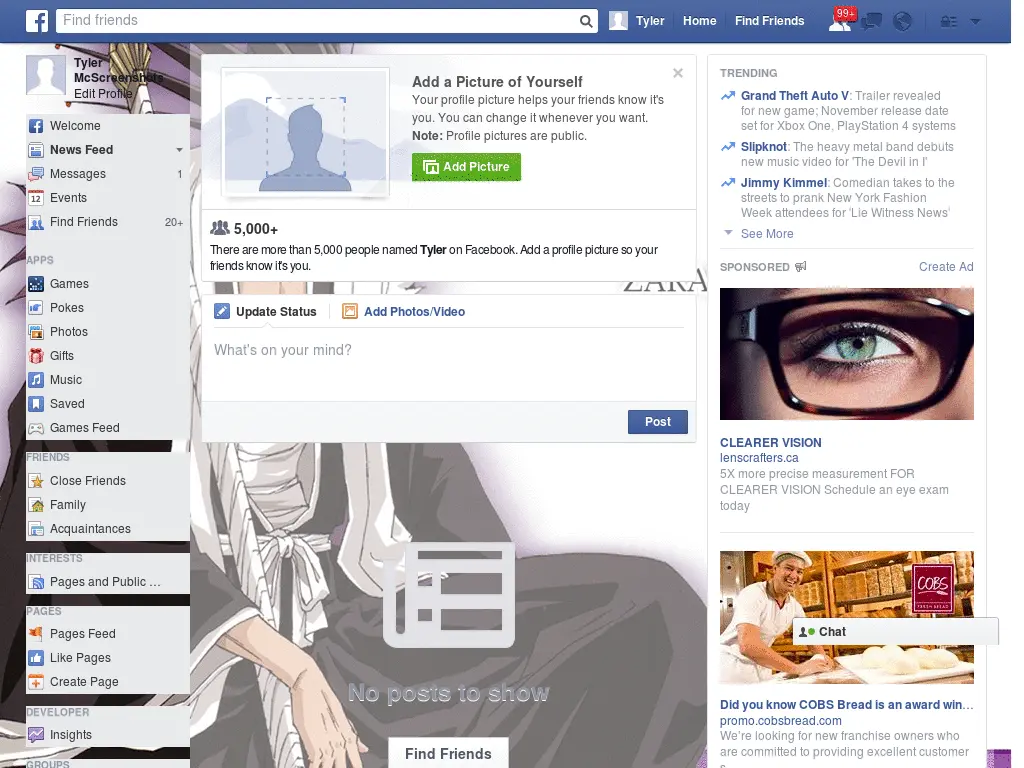 Find friends
Tyler
Home
Find Friends
99+
Tyler
McScreenshots
Edit Profile
Welcome
News Feed
Messages 1
12 Events
Find Friends 20+
APPS
Games
Pokes
Photos
Gifts
Music
Saved
Games Feed
FRIENDS
Close Friends
Family
Acquaintances
INTERESTS
Pages and Public ...
PAGES
Pages Feed
Like Pages
Create Page
DEVELOPER
Insights
GROUPS
Add a Picture of Yourself
Your profile picture helps your friends know it's
you. You can change it whenever you want.
Note: Profile pictures are public.
Add Picture
5,000+
There are more than 5,000 people named Tyler on Facebook. Add a profile picture so your
friends know it's you.
ZARA
Update Status
Add Photos/Video
What's on your mind?
Post
No posts to show
Find Friends
TRENDING
Grand Theft Auto V: Trailer revealed
for new game; November release date
set for Xbox One, PlayStation 4 systems
Slipknot: The heavy metal band debuts
new music video for 'The Devil in I'
Jimmy Kimmel: Comedian takes to the
streets to prank New York Fashion
Week attendees for 'Lie Witness News'
See More
SPONSORED
Create Ad
CLEARER VISION
lenscrafters.ca
5X more precise measurement FOR
CLEARER VISION Schedule an eye exam
today
COBS
FRESH BREAD
Chat
Did you know COBS Bread is an award win...
promo.cobsbread.com
We're looking for new franchise owners who
are committed to providing excellent customer